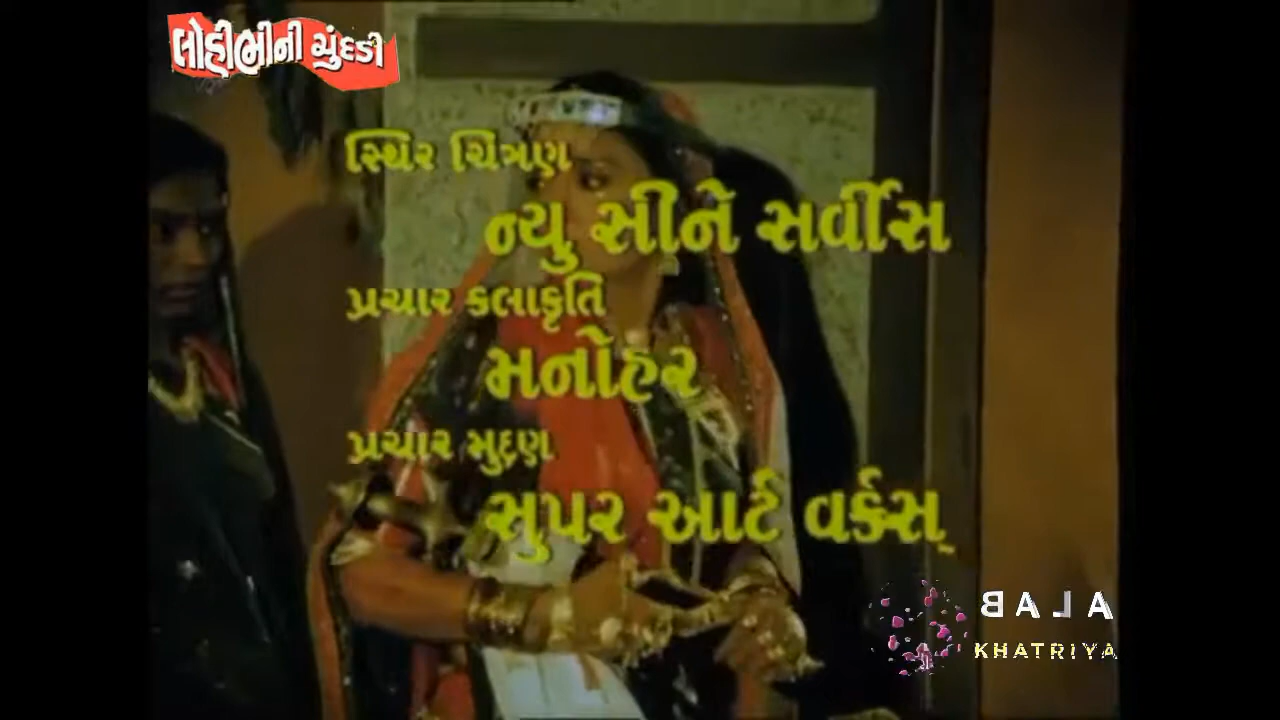 લોહીભીની ચુંદડી
સ્થિર ચિત્રણ
ન્યુ સીને સર્વીસ
પ્રચાર કલાકૃતિ
મનોહર
પ્રચાર મુદ્રણ
સુપર આર્ટ વર્કસ્
BALA
KHATRIYA